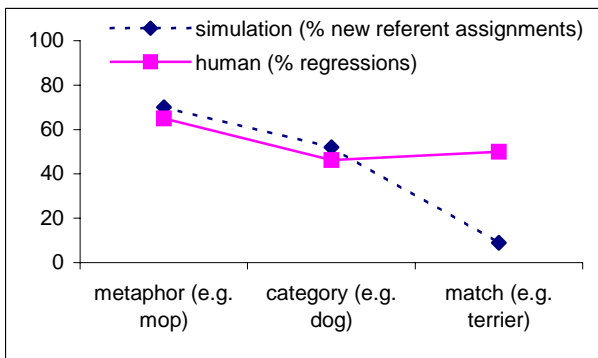 simulation (% new referent assignments)
human (% regressions)
100
80
60
40
20
0
metaphor (e.g.
mop)
category (e.g.
dog)
match (e.g.
terrier)